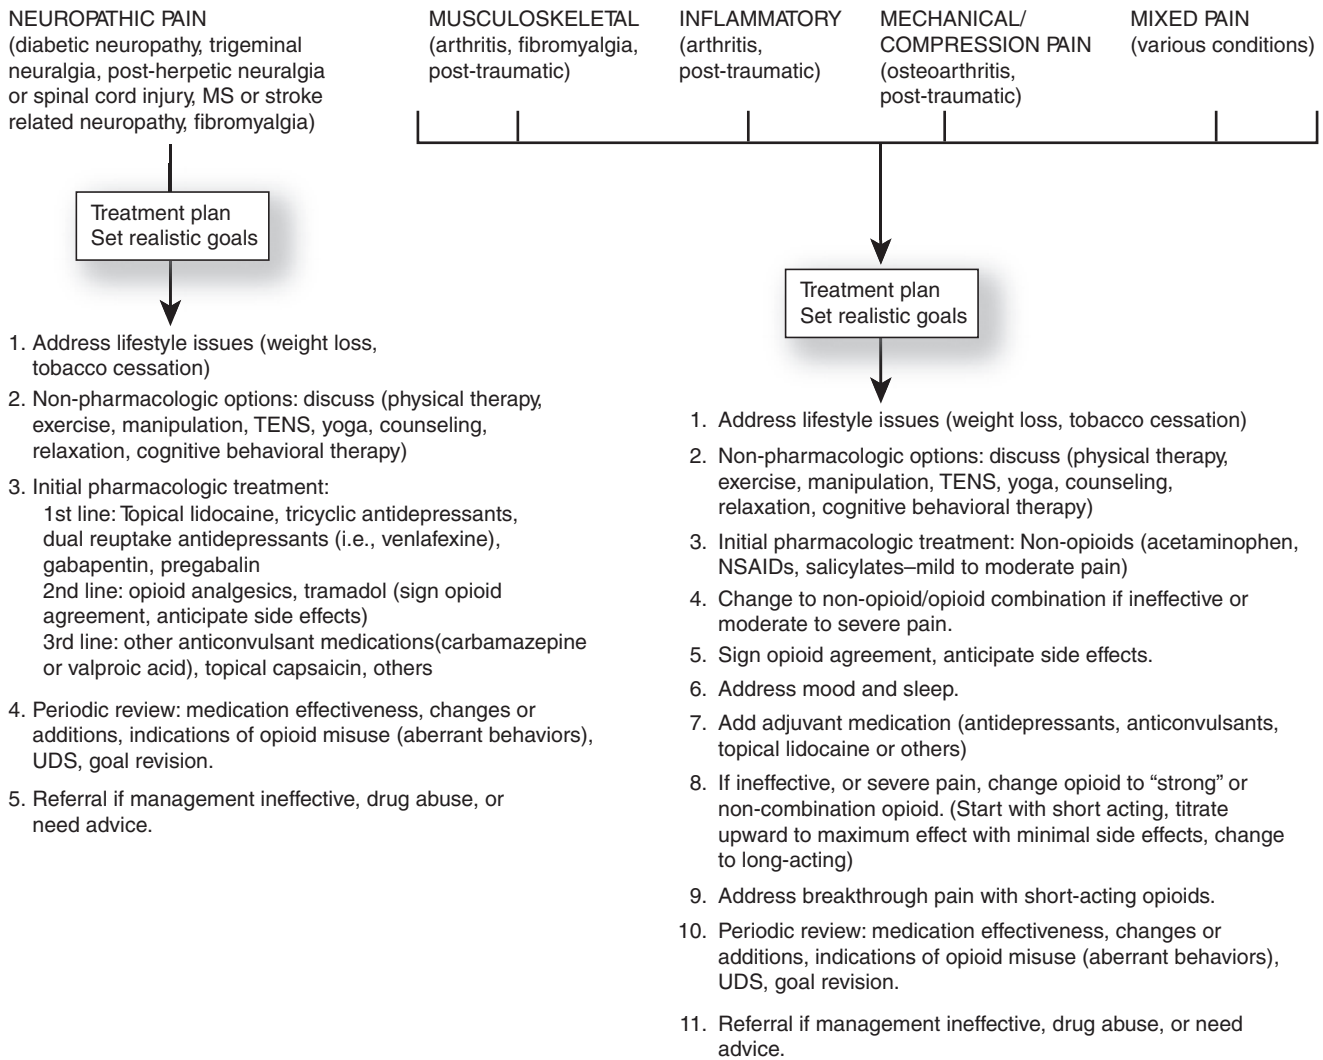 NEUROPATHIC PAIN
(diabetic neuropathy, trigeminal
neuralgia, post-herpetic neuralgia
or spinal cord injury, MS or stroke
related neuropathy, fibromyalgia)
MUSCULOSKELETAL
(arthritis, fibromyalgia,
post-traumatic)
INFLAMMATORY
(arthritis,
post-traumatic)
MECHANICAL/
COMPRESSION PAIN
(osteoarthritis,
post-traumatic)
MIXED PAIN
(various conditions)
Treatment plan
Set realistic goals
1. Address lifestyle issues (weight loss,
tobacco cessation)
2. Non-pharmacologic options: discuss (physical therapy,
exercise, manipulation, TENS, yoga, counseling,
relaxation, cognitive behavioral therapy)
3. Initial pharmacologic treatment:
1st line: Topical lidocaine, tricyclic antidepressants,
dual reuptake antidepressants (i.e., venlafexine),
gabapentin, pregabalin
2nd line: opioid analgesics, tramadol (sign opioid
agreement, anticipate side effects)
3rd line: other anticonvulsant medications(carbamazepine
or valproic acid), topical capsaicin, others
4. Periodic review: medication effectiveness, changes or
additions, indications of opioid misuse (aberrant behaviors),
UDS, goal revision.
5. Referral if management ineffective, drug abuse, or
need advice.
Treatment plan
Set realistic goals
1. Address lifestyle issues (weight loss, tobacco cessation)
2. Non-pharmacologic options: discuss (physical therapy,
exercise, manipulation, TENS, yoga, counseling,
relaxation, cognitive behavioral therapy)
3. Initial pharmacologic treatment: Non-opioids (acetaminophen,
NSAIDs, salicylates–mild to moderate pain)
4. Change to non-opioid/opioid combination if ineffective or
moderate to severe pain.
5. Sign opioid agreement, anticipate side effects.
6. Address mood and sleep.
7. Add adjuvant medication (antidepressants, anticonvulsants,
topical lidocaine or others)
8. If ineffective, or severe pain, change opioid to “strong” or
non-combination opioid. (Start with short acting, titrate
upward to maximum effect with minimal side effects, change
to long-acting)
9. Address breakthrough pain with short-acting opioids.
10. Periodic review: medication effectiveness, changes or
additions, indications of opioid misuse (aberrant behaviors),
UDS, goal revision.
11. Referral if management ineffective, drug abuse, or need
advice.